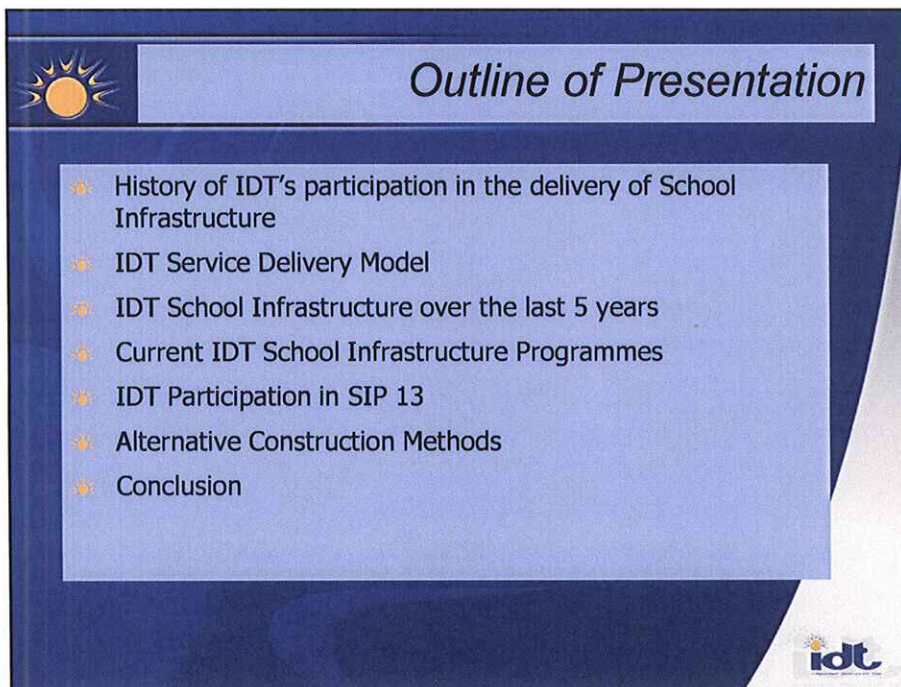 Outline of Presentation
History of IDT's participation in the delivery of School
Infrastructure
IDT Service Delivery Model
IDT School Infrastructure over the last 5 years
Current IDT School Infrastructure Programmes
IDT Participation in SIP 13
Alternative Construction Methods
Conclusion
idt